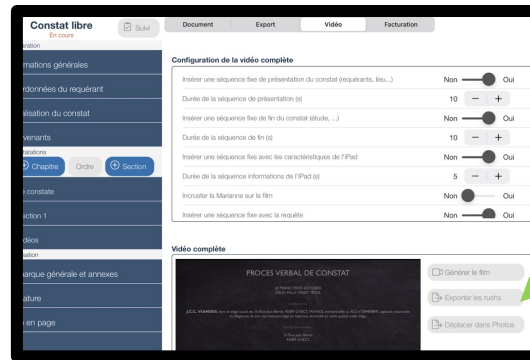 Constat libre
En cours
Suivi
Document Export Vidéo Facturation
aration
rmations générales
rdonnées du requérant
alisation du constat
venants
tatations
Chapitre Ordre Section
constate
ection 1
déos
sation
arque générale et annexes
ature
en page
Configuration de la vidéo complète
Insérer une séquence fixe de présentation du constat (requérants, lieu...) Non Oui
Durée de la séquence de présentation (s) 10 − +
Insérer une séquence fixe de fin du constat (étude, ...) Non Oui
Durée de la séquence de fin (s) 10 − +
Insérer une séquence fixe avec les caractéristiques de l'iPad Non Oui
Durée de la séquence informations de l'iPad (s) 5 − +
Incruster la Marianne sur le film Non Oui
Insérer une séquence fixe avec la requête Non Oui
Vidéo complète
PROCES VERBAL DE CONSTAT
Générer le film
Exporter les rushs
Déplacer dans Photos